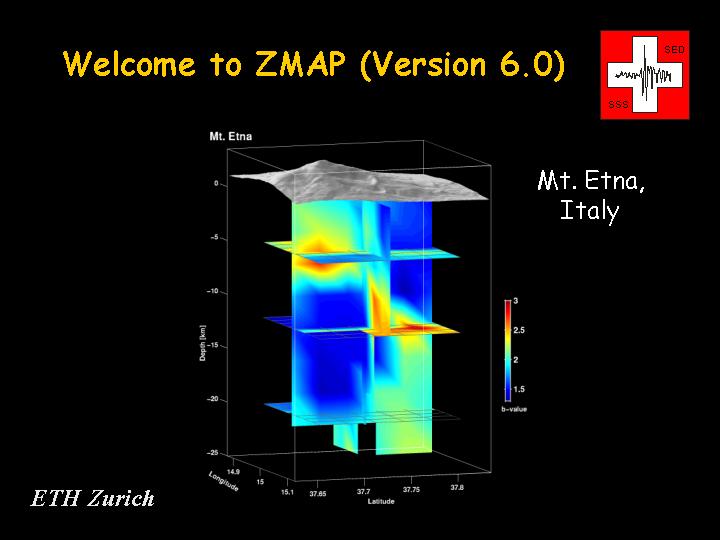 Welcome to ZMAP (Version 6.0)
SED
SSS
Mt. Etna
Mt. Etna,
Italy
0
-5
-10
-15
-20
-25
Depth [km]
3
2.5
2
1.5
b-value
14.9
15
15.1
Longitude
37.65
37.7
37.75
37.8
Latitude
ETH Zurich